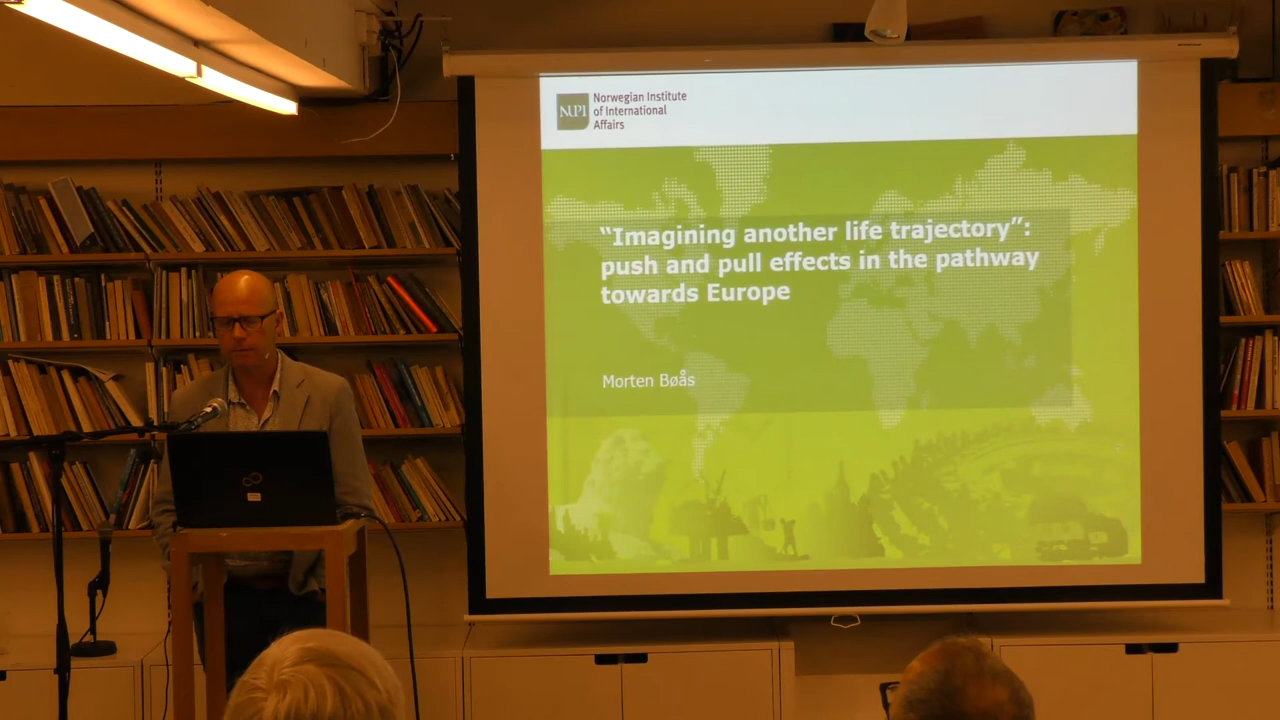 NUPI
Norwegian Institute
of International
Affairs
“Imagining another life trajectory”:
push and pull effects in the pathway
towards Europe
Morten Bøås